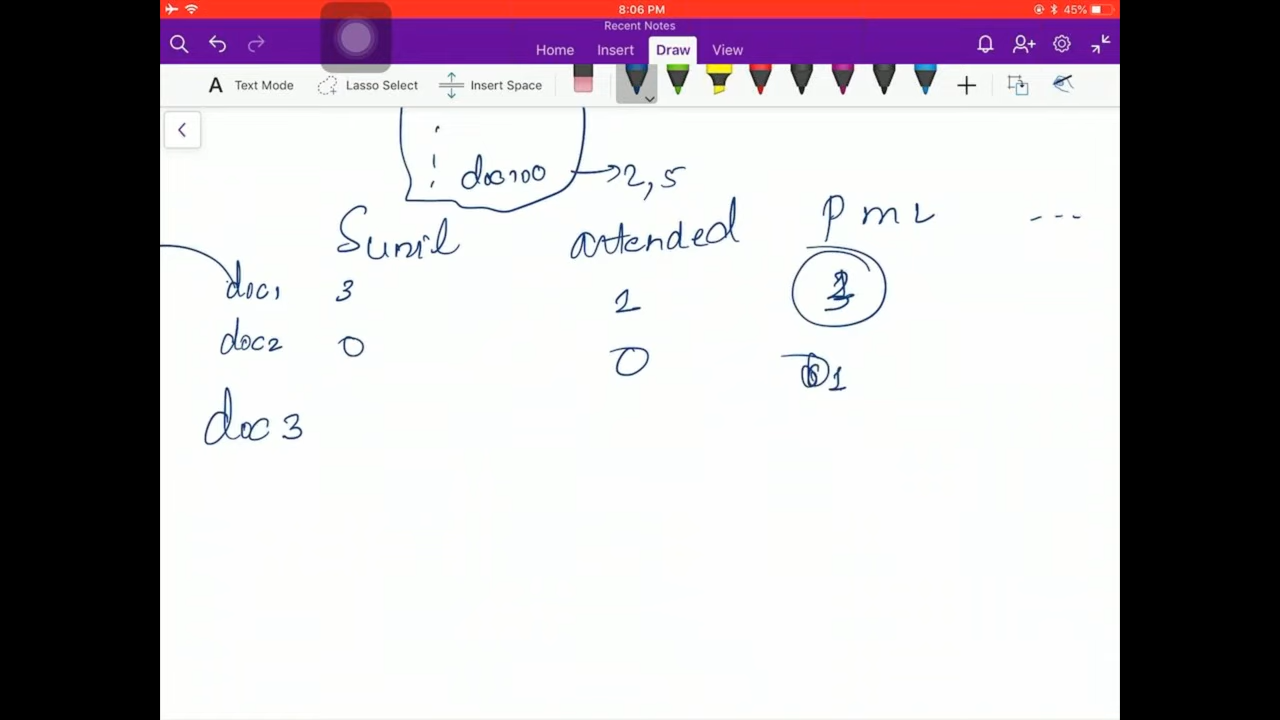 8:06 PM
45%
Recent Notes
Home Insert Draw View
A Text Mode Lasso Select Insert Space
doc100 → 2, 5
Sunil attended PML ---
doc1 3 1
doc2 0 0 1
doc 3